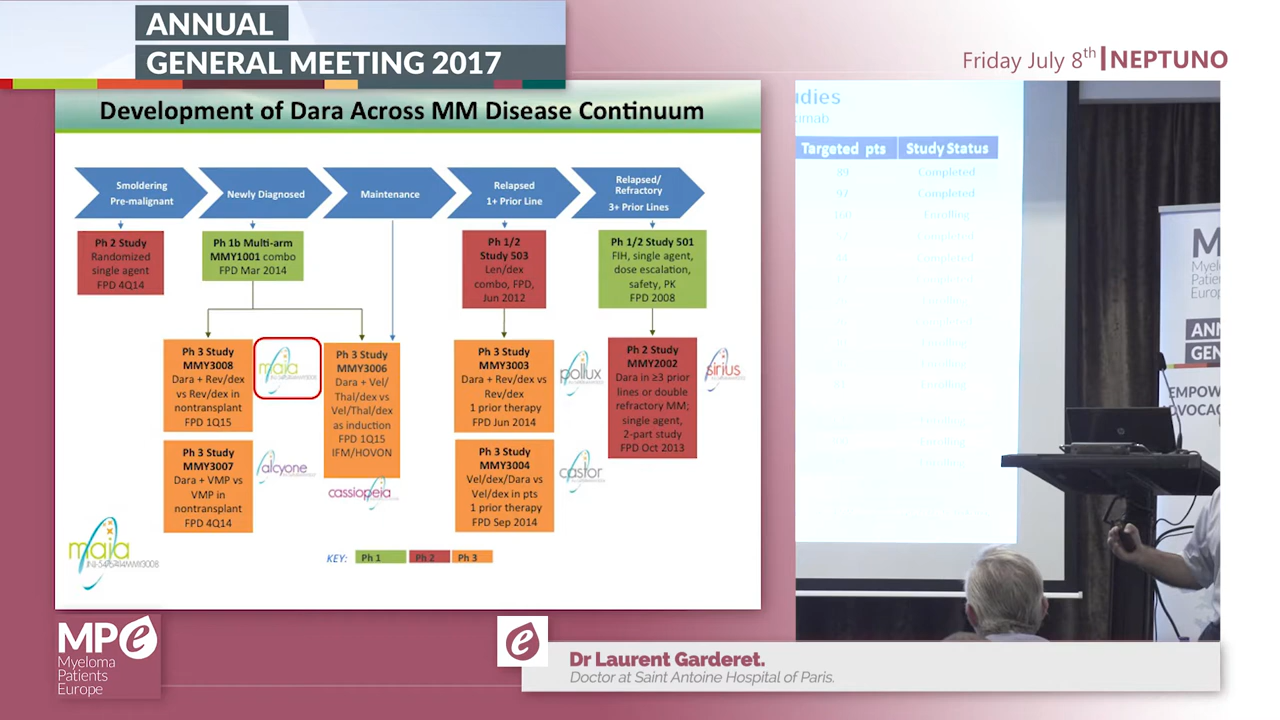 ANNUAL
GENERAL MEETING 2017
Friday July 8th | NEPTUNO
Development of Dara Across MM Disease Continuum
Smoldering
Pre-malignant
Newly Diagnosed
Maintenance
Relapsed
1+ Prior Line
Relapsed/
Refractory
3+ Prior Lines
Ph 2 Study
Randomized
single agent
FPD 4Q14
Ph 1b Multi-arm
MMY1001 combo
FPD Mar 2014
Ph 1/2
Study 503
Len/dex
combo, FPD,
Jun 2012
Ph 1/2 Study 501
FIH, single agent,
dose escalation,
safety, PK
FPD 2008
Ph 3 Study
MMY3008
Dara + Rev/dex
vs Rev/dex in
nontransplant
FPD 1Q15
maia
Ph 3 Study
MMY3006
Dara + Vel/
Thal/dex vs
Vel/Thal/dex
as induction
FPD 1Q15
IFM/HOVON
cassiopeia
Ph 3 Study
MMY3003
Dara + Rev/dex vs
Rev/dex
1 prior therapy
FPD Jun 2014
pollux
Ph 2 Study
MMY2002
Dara in ≥3 prior
lines or double
refractory MM;
single agent,
2-part study
FPD Oct 2013
sirius
Ph 3 Study
MMY3007
Dara + VMP vs
VMP in
nontransplant
FPD 4Q14
alcyone
Ph 3 Study
MMY3004
Vel/dex/Dara vs
Vel/dex in pts
1 prior therapy
FPD Sep 2014
castor
maia
KEY: Ph 1 Ph 2 Ph 3
udies
Targeted pts Study Status
89 Completed
97 Completed
Enrolling
MPe
Myeloma
Patients
Europe
e
Dr Laurent Garderet.
Doctor at Saint Antoine Hospital of Paris.